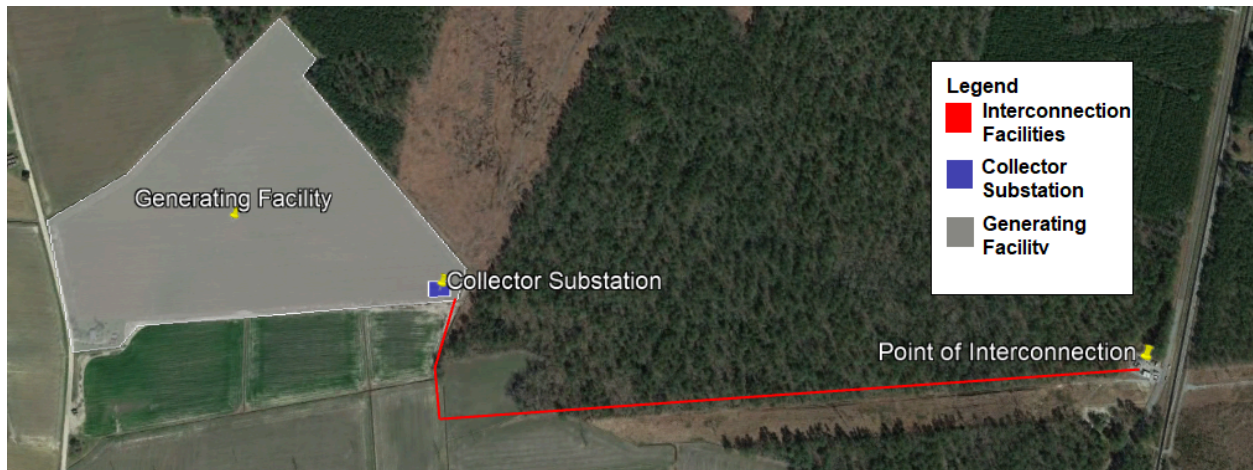 Legend
Interconnection
Facilities
Collector
Substation
Generating
Facility
Generating Facility
Collector Substation
Point of Interconnection